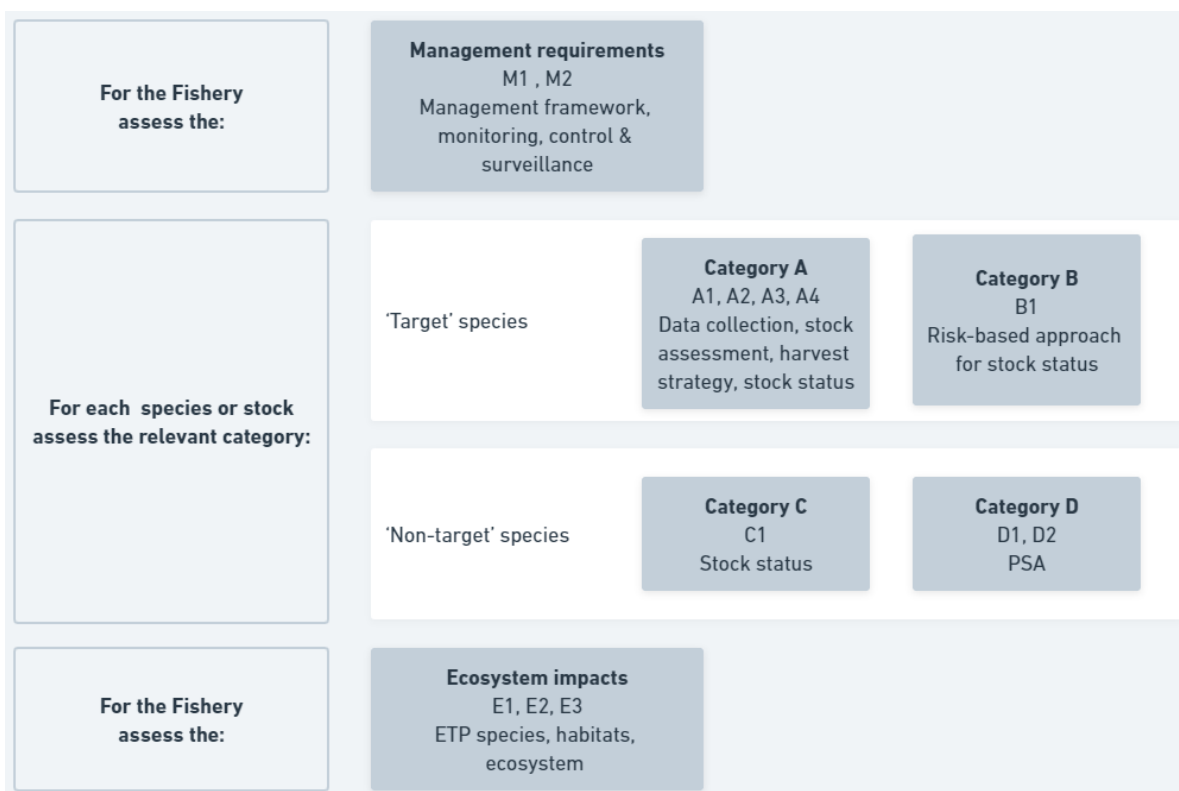 For the Fishery
assess the:
Management requirements
M1 , M2
Management framework,
monitoring, control &
surveillance
For each  species or stock
assess the relevant category:
‘Target’ species
Category A
A1, A2, A3, A4
Data collection, stock
assessment, harvest
strategy, stock status
Category B
B1
Risk-based approach
for stock status
‘Non-target’ species
Category C
C1
Stock status
Category D
D1, D2
PSA
For the Fishery
assess the:
Ecosystem impacts
E1, E2, E3
ETP species, habitats,
ecosystem